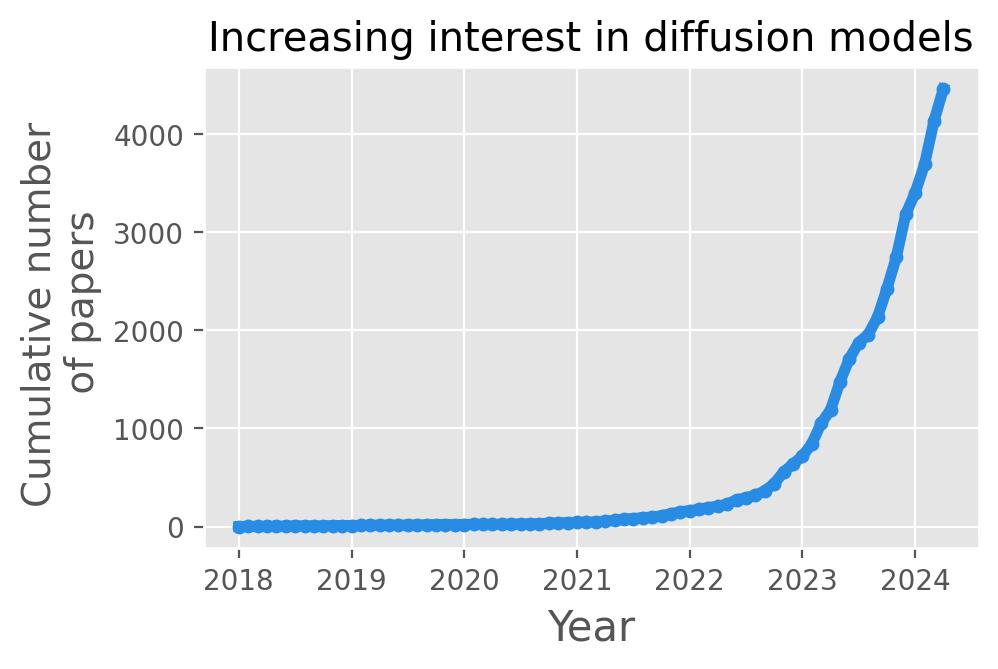 Increasing interest in diffusion models
Cumulative number
of papers
4000
3000
2000
1000
0
2018 2019 2020 2021 2022 2023 2024
Year